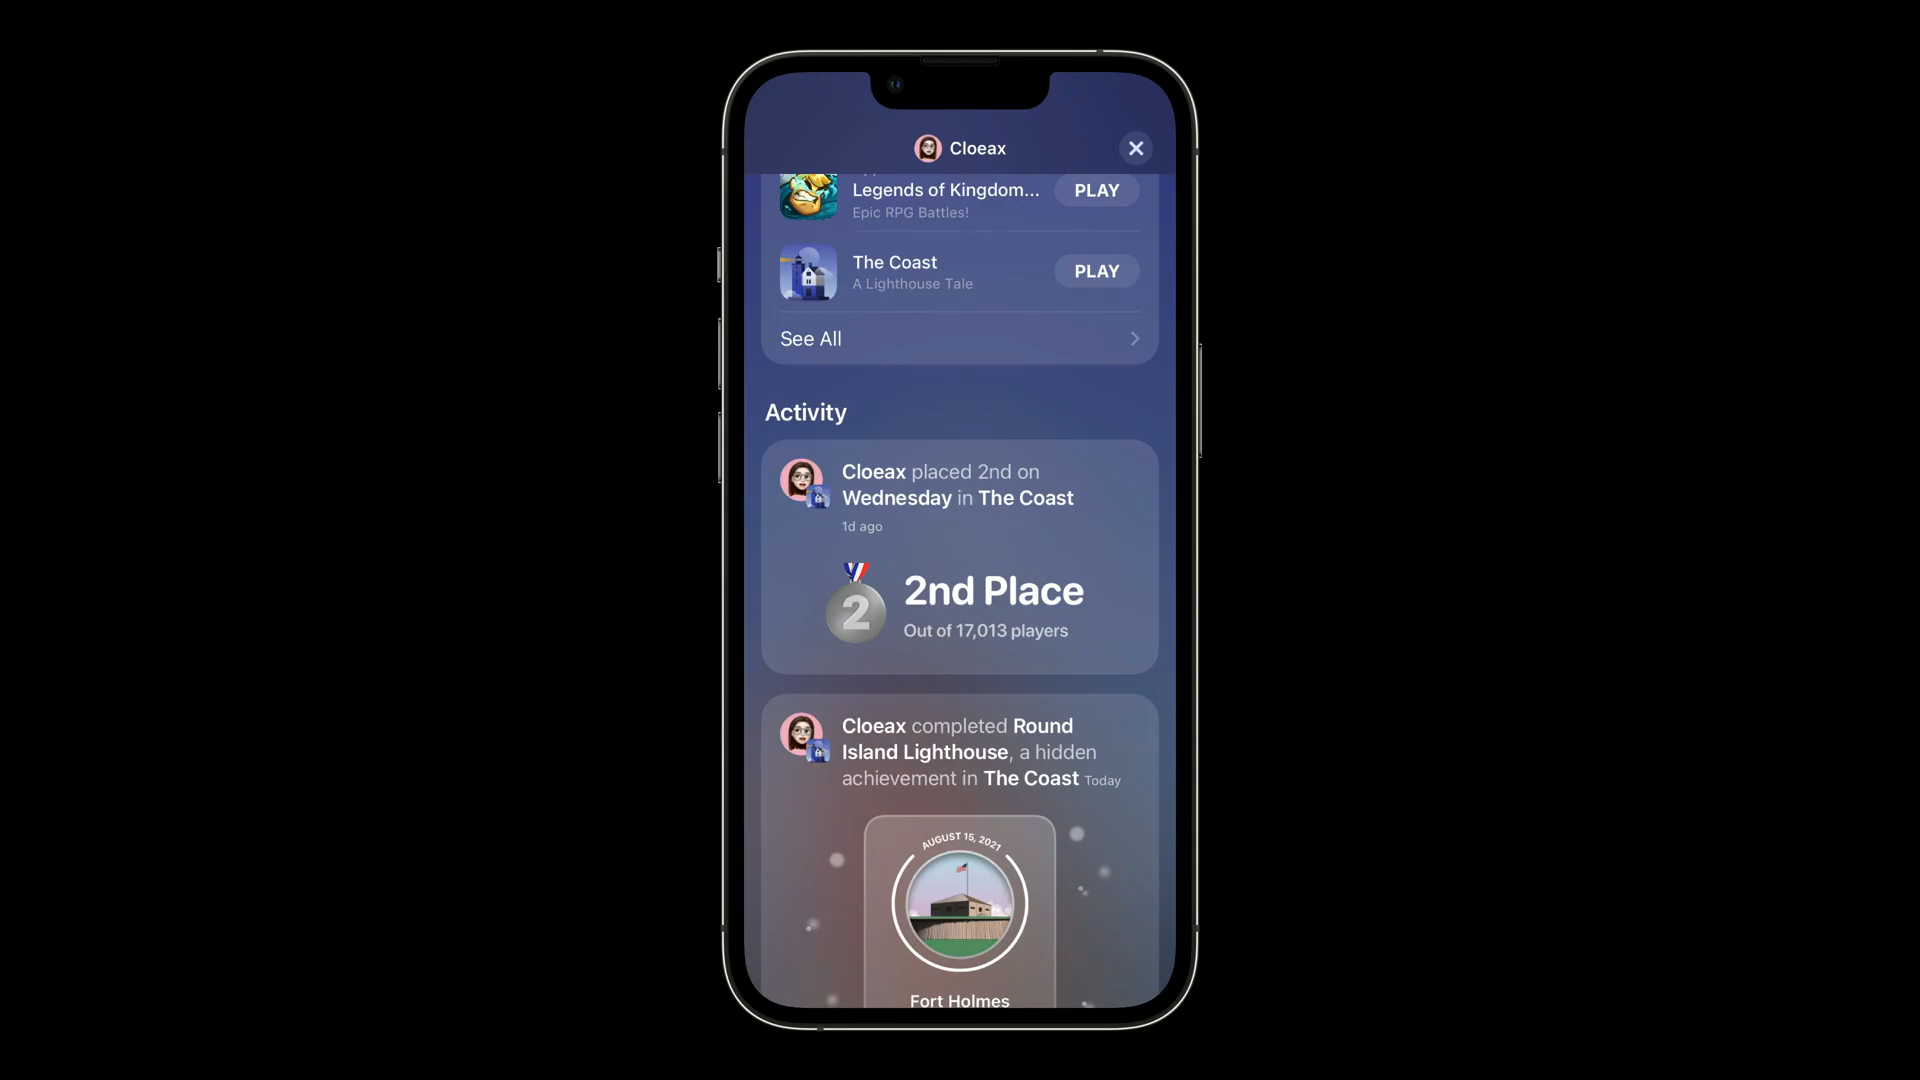 Cloeax
Legends of Kingdom...
PLAY
Epic RPG Battles!
The Coast
PLAY
A Lighthouse Tale
See All
Activity
Cloeax placed 2nd on
Wednesday in The Coast
1d ago
2
2nd Place
Out of 17,013 players
Cloeax completed Round
Island Lighthouse, a hidden
achievement in The Coast Today
AUGUST 15, 2021
Fort Holmes